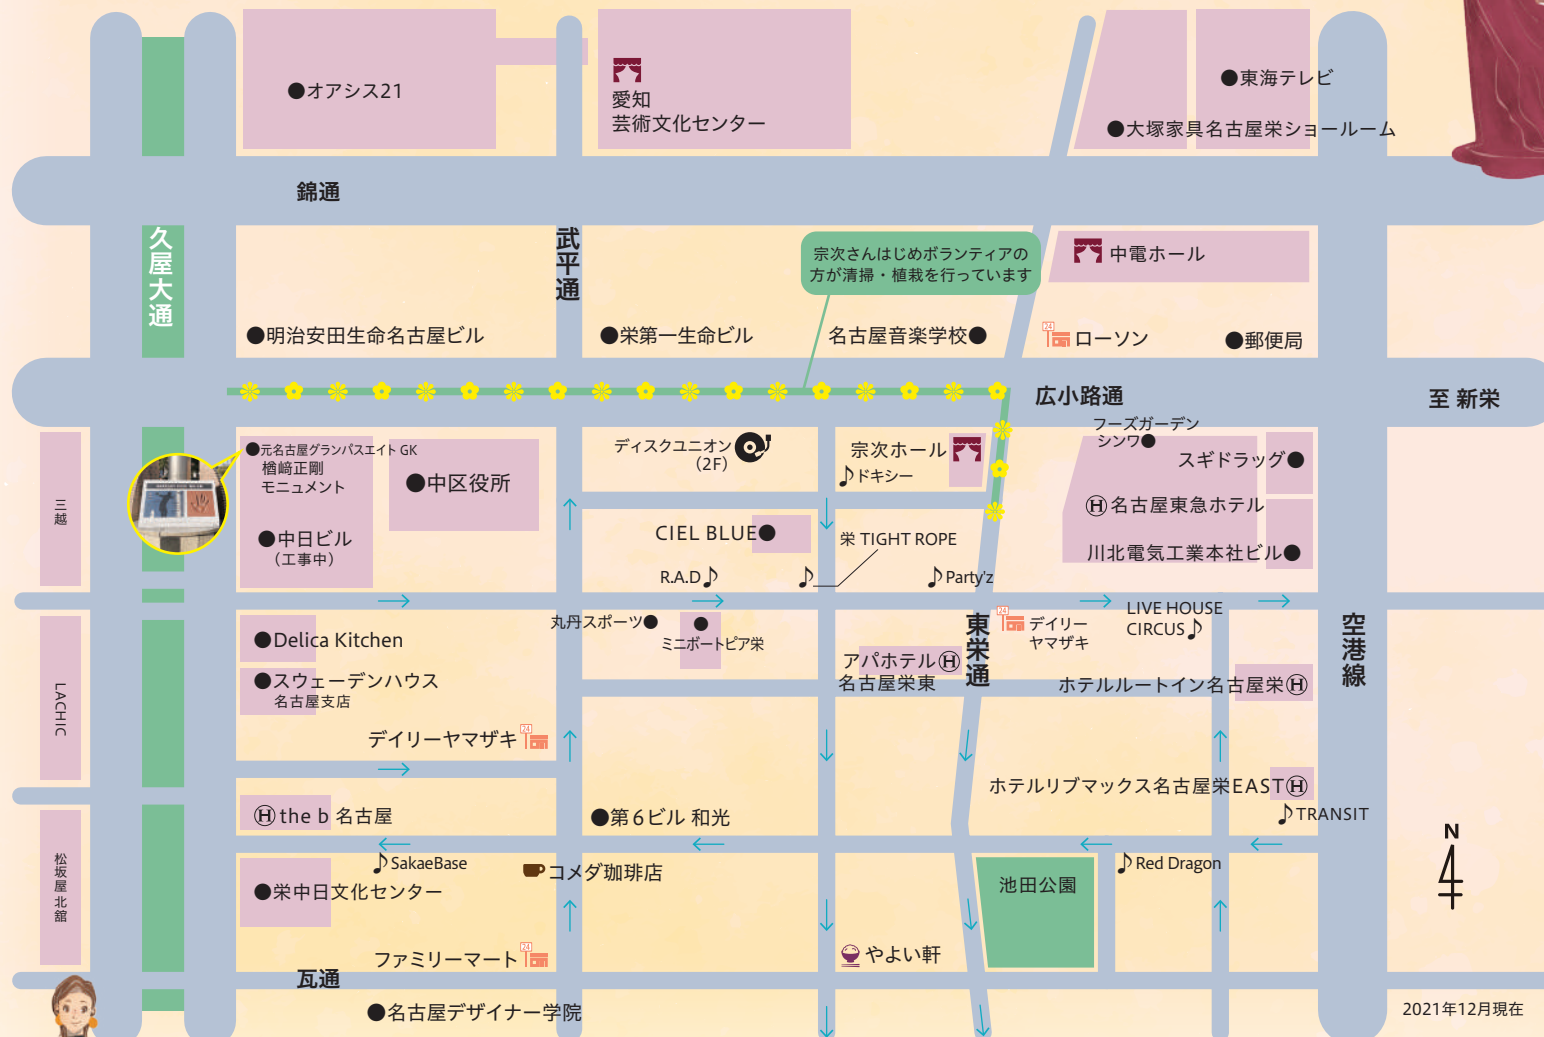 オアシス21
愛知
芸術文化センター
東海テレビ
大塚家具名古屋栄ショールーム
錦通
久屋大通
武平通
宗次さんはじめボランティアの
方が清掃・植栽を行っています
中電ホール
明治安田生命名古屋ビル
栄第一生命ビル
名古屋音楽学校
24
ローソン
郵便局
広小路通
至 新栄
三越
元名古屋グランパスエイト GK
楢﨑正剛
モニュメント
中区役所
中日ビル
（工事中）
ディスクユニオン
（2F）
宗次ホール
ドキシー
フーズガーデン
シンワ
スギドラッグ
H 名古屋東急ホテル
川北電気工業本社ビル
CIEL BLUE
栄 TIGHT ROPE
R.A.D
Party'z
LACHIC
Delica Kitchen
スウェーデンハウス
名古屋支店
丸丹スポーツ
ミニボートピア栄
アパホテル H
名古屋栄東
東栄通
24
デイリー
ヤマザキ
LIVE HOUSE
CIRCUS
空港線
ホテルルートイン名古屋栄 H
デイリーヤマザキ
24
ホテルリブマックス名古屋栄EAST H
TRANSIT
H the b 名古屋
第6ビル 和光
N
松坂屋 北館
SakaeBase
コメダ珈琲店
Red Dragon
栄中日文化センター
池田公園
ファミリーマート
24
やよい軒
瓦通
名古屋デザイナー学院
2021年12月現在